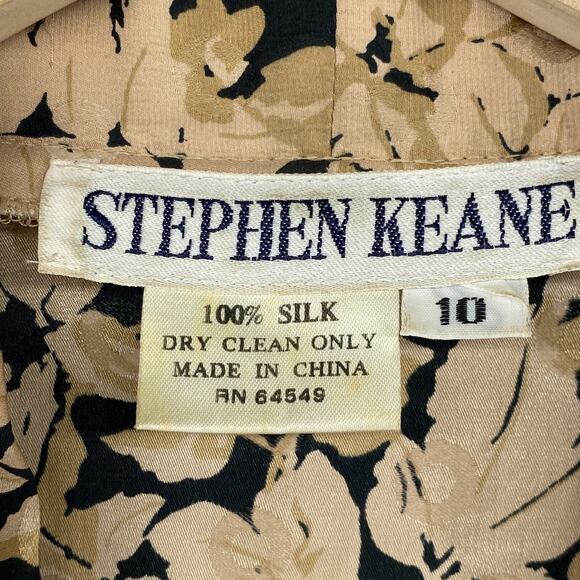 STEPHEN KEANE
10
100% SILK
DRY CLEAN ONLY
MADE IN CHINA
RN 64549